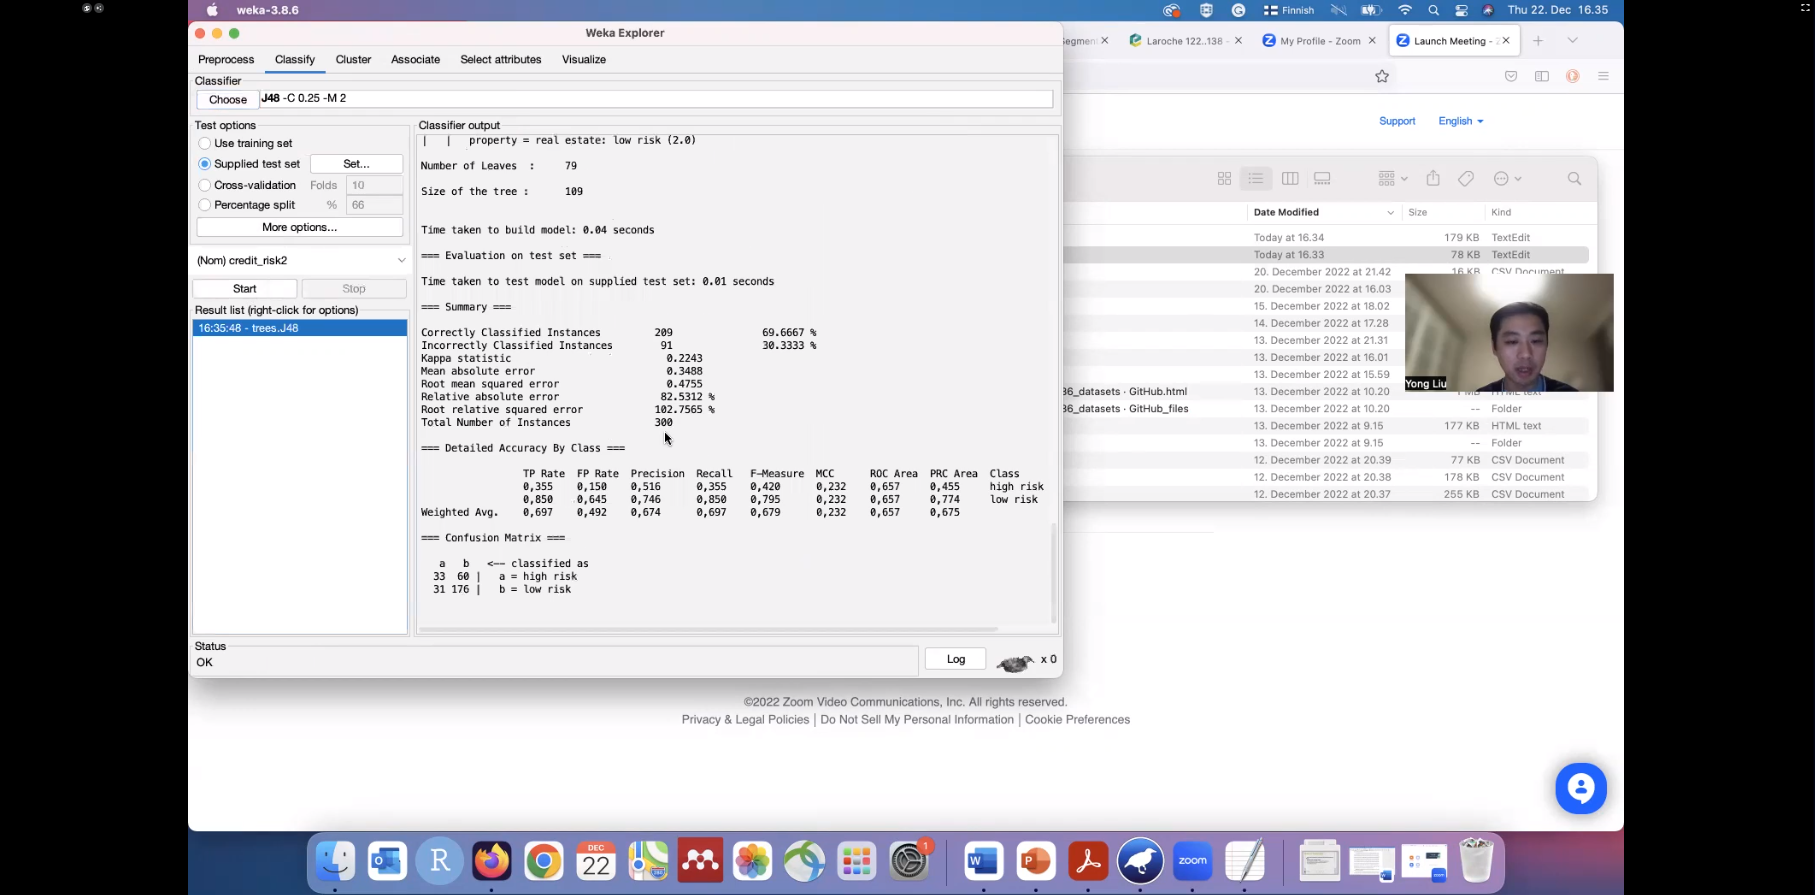 weka-3.8.6
Finnish
Thu 22. Dec 16.35
Weka Explorer
Laroche 122..138 -
My Profile - Zoom
Launch Meeting -
Preprocess Classify Cluster Associate Select attributes Visualize
Classifier
Choose J48 -C 0.25 -M 2
Support English
Test options
Use training set
Supplied test set Set...
Cross-validation Folds 10
Percentage split % 66
More options...
(Nom) credit_risk2
Start Stop
Result list (right-click for options)
16:35:48 - trees.J48
Classifier output
| | property = real estate: low risk (2.0)
Number of Leaves : 79
Size of the tree : 109
Time taken to build model: 0.04 seconds
=== Evaluation on test set ===
Time taken to test model on supplied test set: 0.01 seconds
=== Summary ===
Correctly Classified Instances 209 69.6667 %
Incorrectly Classified Instances 91 30.3333 %
Kappa statistic 0.2243
Mean absolute error 0.3488
Root mean squared error 0.4755
Relative absolute error 82.5312 %
Root relative squared error 102.7565 %
Total Number of Instances 300
=== Detailed Accuracy By Class ===
TP Rate FP Rate Precision Recall F-Measure MCC ROC Area PRC Area Class
0,355 0,150 0,516 0,355 0,420 0,232 0,657 0,455 high risk
0,850 0,645 0,746 0,850 0,795 0,232 0,657 0,774 low risk
Weighted Avg. 0,697 0,492 0,674 0,697 0,679 0,232 0,657 0,675
=== Confusion Matrix ===
a b <-- classified as
33 60 | a = high risk
31 176 | b = low risk
Status
OK
Log
x 0
Date Modified Size Kind
Today at 16.34 179 KB TextEdit
Today at 16.33 78 KB TextEdit
20. December 2022 at 21.42 16 KB CSV Document
20. December 2022 at 16.03
15. December 2022 at 18.02
14. December 2022 at 17.28
13. December 2022 at 21.31
13. December 2022 at 16.01
13. December 2022 at 15.59
36_datasets · GitHub.html 13. December 2022 at 10.20
36_datasets · GitHub_files 13. December 2022 at 10.20 -- Folder
13. December 2022 at 9.15 177 KB HTML text
13. December 2022 at 9.15 -- Folder
12. December 2022 at 20.39 77 KB CSV Document
12. December 2022 at 20.38 178 KB CSV Document
12. December 2022 at 20.37 255 KB CSV Document
Yong Liu
©2022 Zoom Video Communications, Inc. All rights reserved.
Privacy & Legal Policies | Do Not Sell My Personal Information | Cookie Preferences
DEC
22
R
1
W
P
zoom